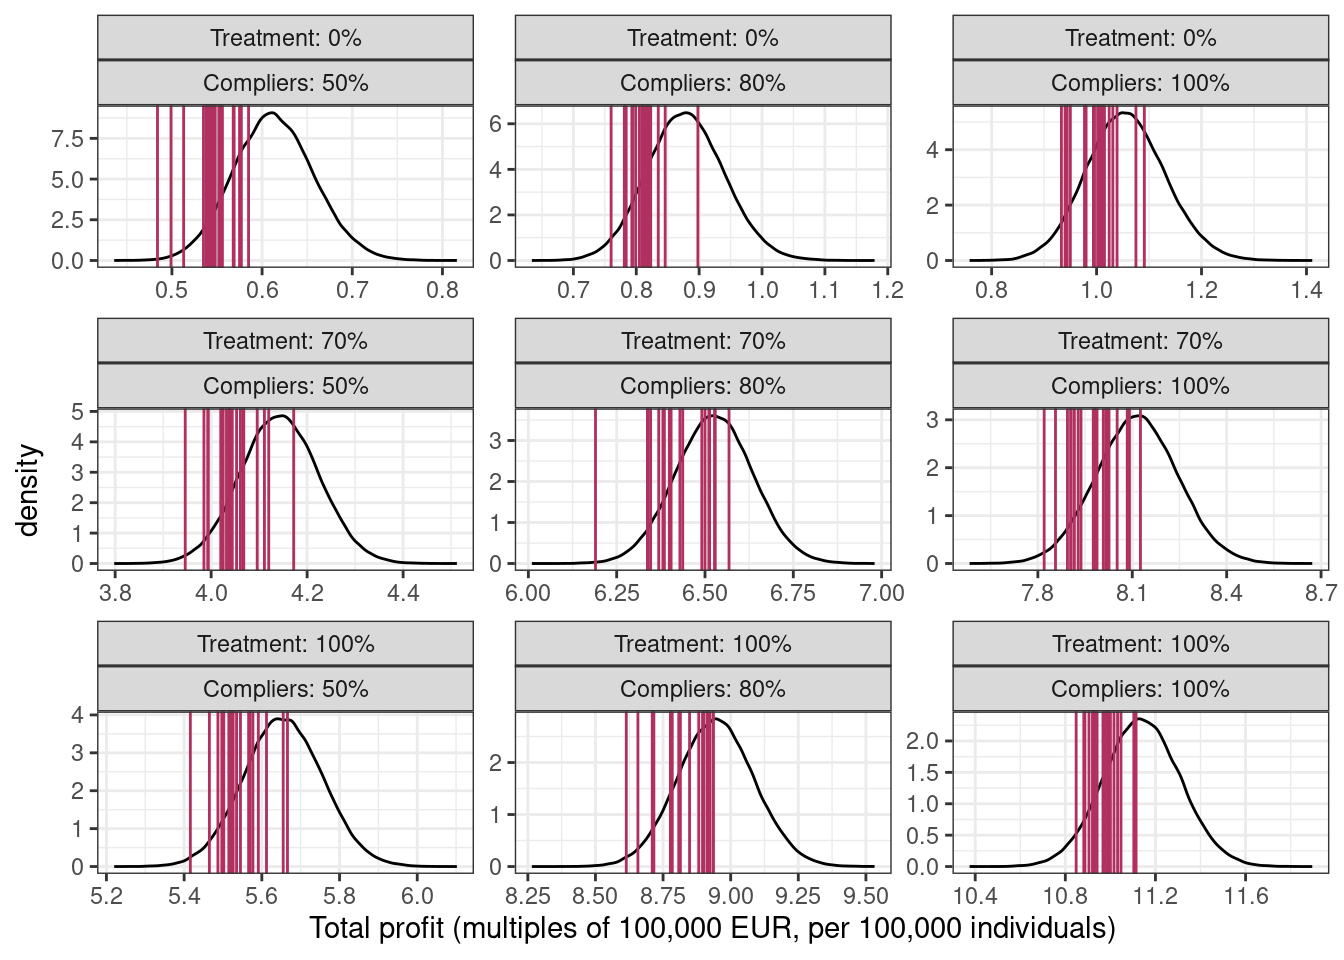 Treatment: 0%
Treatment: 0%
Treatment: 0%
Compliers: 50%
Compliers: 80%
Compliers: 100%
7.5
5.0
2.5
0.0
0.5 0.6 0.7 0.8
6
4
2
0
0.7 0.8 0.9 1.0 1.1 1.2
4
2
0
0.8 1.0 1.2 1.4
Treatment: 70%
Treatment: 70%
Treatment: 70%
Compliers: 50%
Compliers: 80%
Compliers: 100%
density
5
4
3
2
1
0
3.8 4.0 4.2 4.4
3
2
1
0
6.00 6.25 6.50 6.75 7.00
3
2
1
0
7.8 8.1 8.4 8.7
Treatment: 100%
Treatment: 100%
Treatment: 100%
Compliers: 50%
Compliers: 80%
Compliers: 100%
4
3
2
1
0
5.2 5.4 5.6 5.8 6.0
2
1
0
8.25 8.50 8.75 9.00 9.25 9.50
2.0
1.5
1.0
0.5
0.0
10.4 10.8 11.2 11.6
Total profit (multiples of 100,000 EUR, per 100,000 individuals)